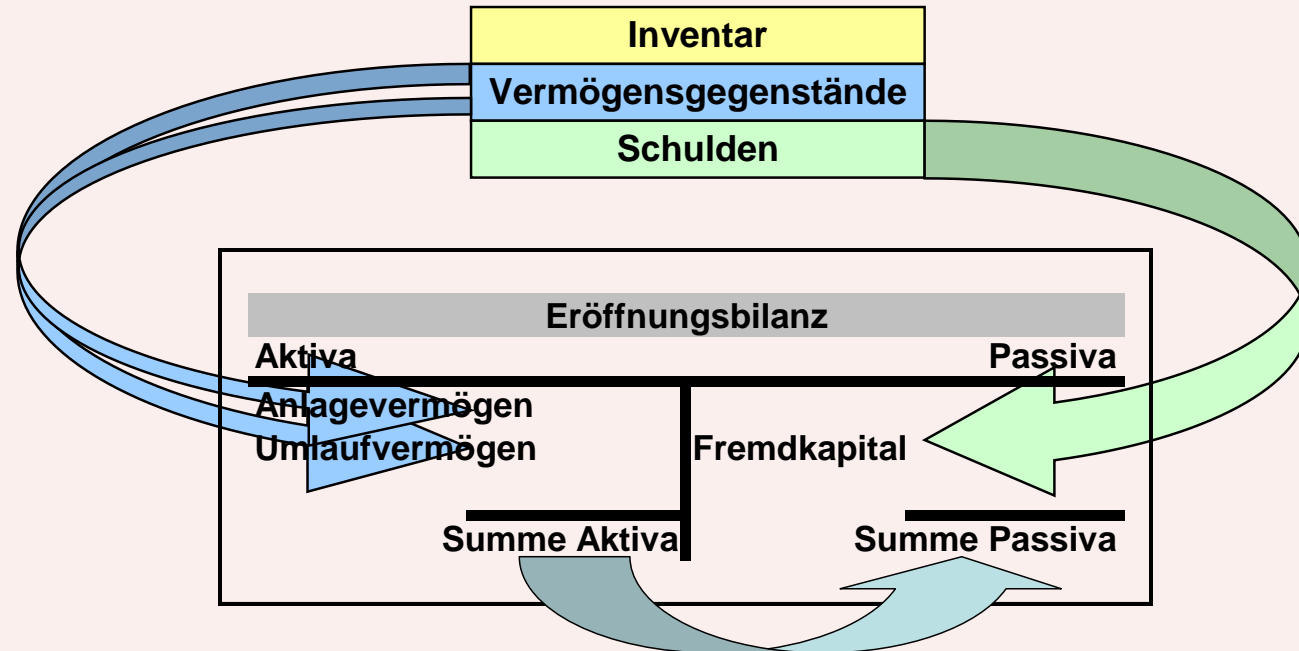 Inventar
Vermögensgegenstände
Schulden
Eröffnungsbilanz
Aktiva Passiva
Anlagevermögen
Umlaufvermögen Fremdkapital
Summe Aktiva Summe Passiva